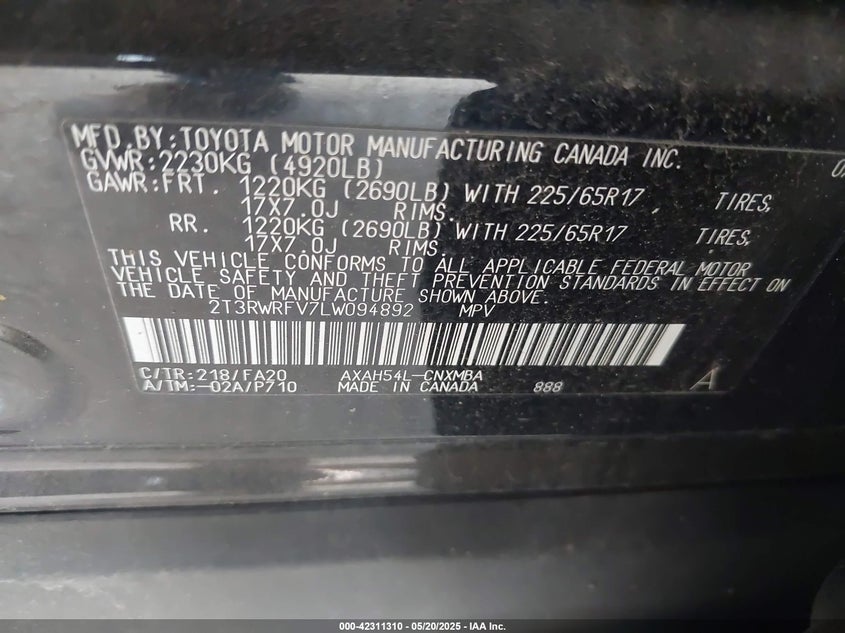 MFD.BY:TOYOTA MOTOR MANUFACTURING CANADA INC.
GVWR:2230KG (4920LB)
GAWR:FRT. 1220KG (2690LB) WITH 225/65R17 , TIRES,
17X7.0J RIMS.
RR. 1220KG (2690LB) WITH 225/65R17 TIRES,
17X7.0J RIMS.
THIS VEHICLE CONFORMS TO ALL APPLICABLE FEDERAL MOTOR
VEHICLE SAFETY AND THEFT PREVENTION STANDARDS IN EFFECT ON
THE DATE OF MANUFACTURE SHOWN ABOVE.
2T3RWRFV7LW094892 MPV
C/TR:218/FA20 AXAH54L-CNXMBA
A/TM:-02A/P710 MADE IN CANADA 888 A
000-42311310 | 05/20/2025 - IAA Inc.